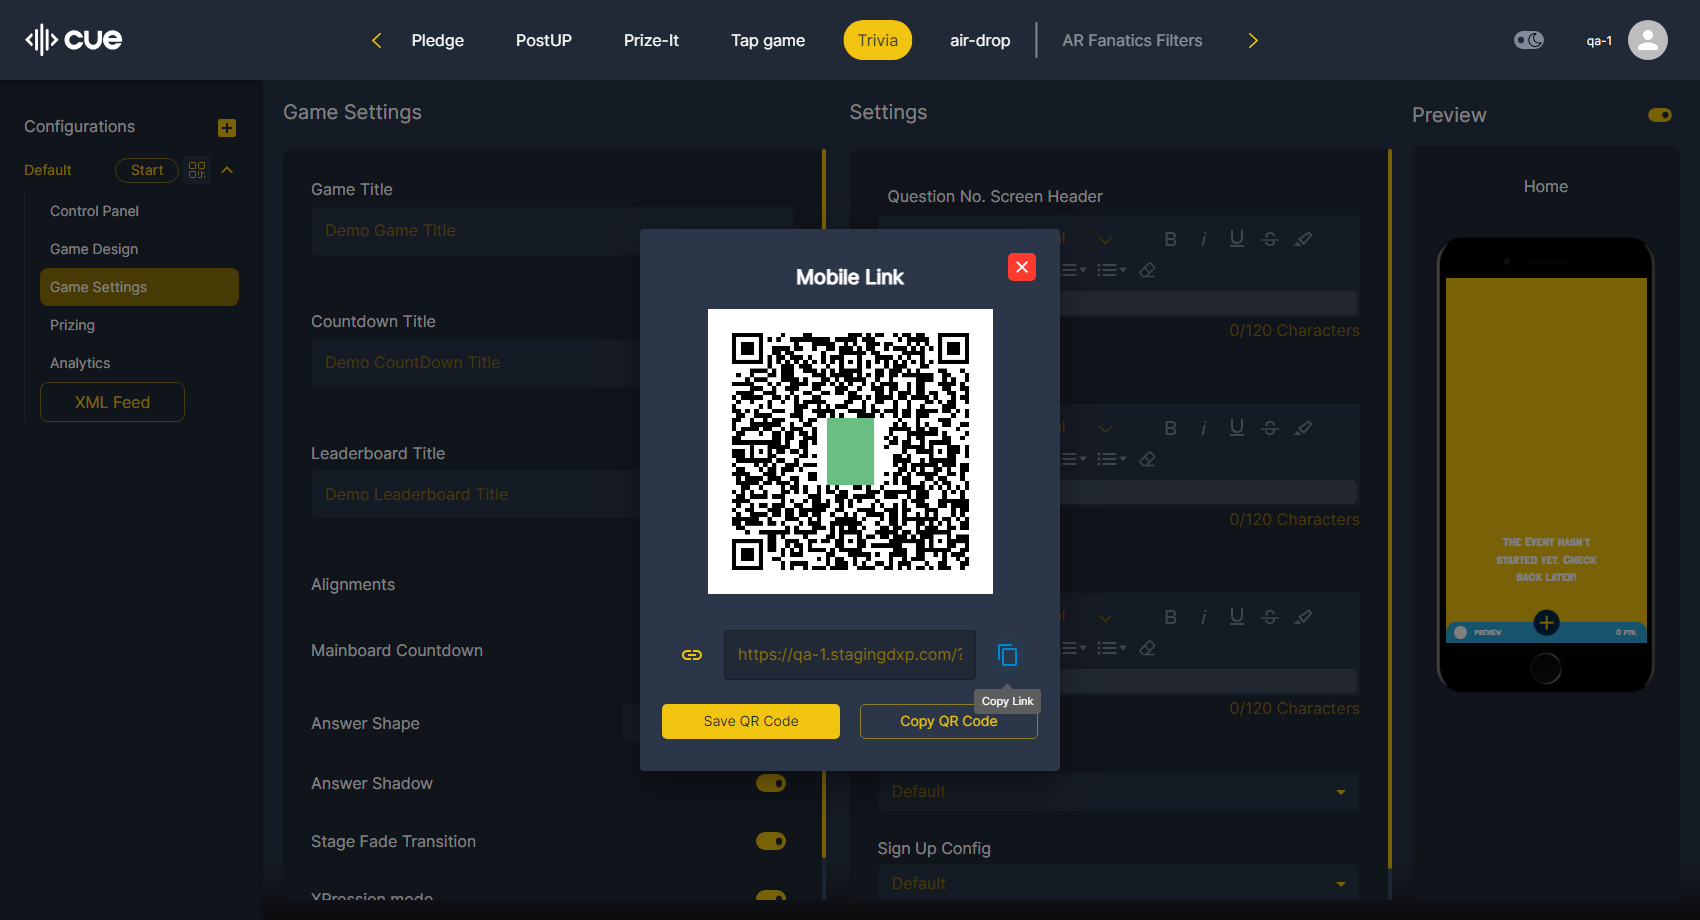 cue
Pledge
PostUP
Prize-It
Tap game
Trivia
air-drop
AR Fanatics Filters
qa-1
Configurations
Default
Start
Control Panel
Game Design
Game Settings
Prizing
Analytics
XML Feed
Game Settings
Game Title
Demo Game Title
Countdown Title
Demo CountDown Title
Leaderboard Title
Demo Leaderboard Title
Alignments
Mainboard Countdown
Answer Shape
Answer Shadow
Stage Fade Transition
XPression mode
Mobile Link
https://qa-1.stagingdxp.com/?
Copy Link
Save QR Code
Copy QR Code
Settings
Question No. Screen Header
0/120 Characters
0/120 Characters
0/120 Characters
Default
Sign Up Config
Default
Preview
Home
The Event hasn't
started yet. Check
back later!
PREVIEW
0 PTS.